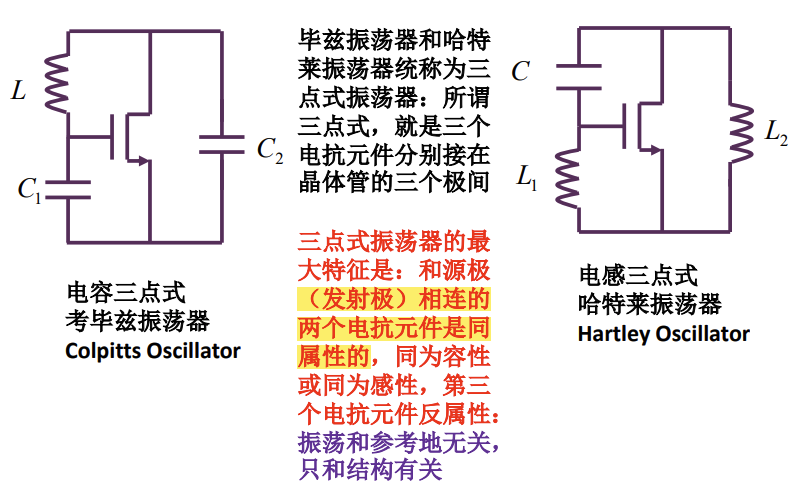 L
C1
C2
电容三点式
考毕兹振荡器
Colpitts Oscillator
毕兹振荡器和哈特
莱振荡器统称为三
点式振荡器：所谓
三点式，就是三个
电抗元件分别接在
晶体管的三个极间
三点式振荡器的最
大特征是：和源极
（发射极）相连的
两个电抗元件是同
属性的，同为容性
或同为感性，第三
个电抗元件反属性：
振荡和参考地无关，
只和结构有关
C
L1
L2
电感三点式
哈特莱振荡器
Hartley Oscillator